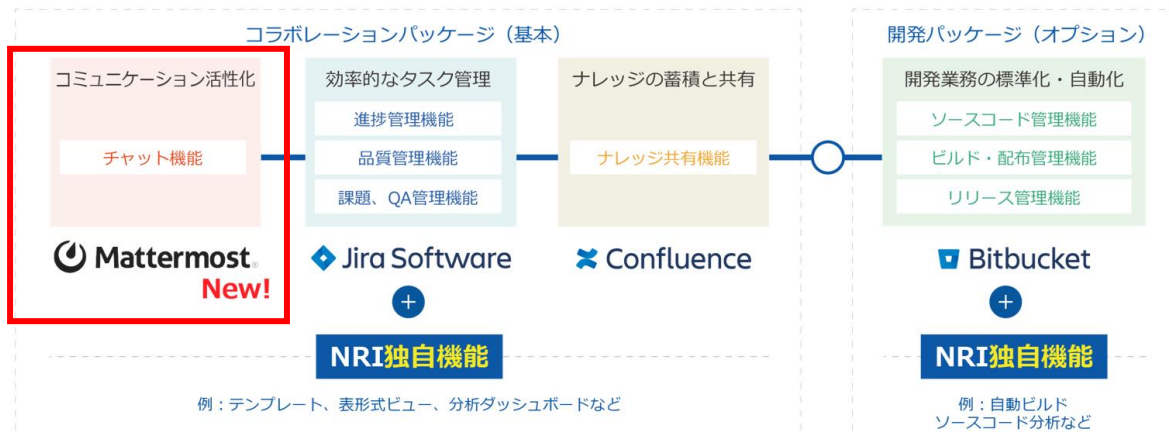 コラボレーションパッケージ（基本）
コミュニケーション活性化
チャット機能
Mattermost®
New!
効率的なタスク管理
進捗管理機能
品質管理機能
課題、QA管理機能
Jira Software
ナレッジの蓄積と共有
ナレッジ共有機能
Confluence
+
NRI独自機能
例：テンプレート、表形式ビュー、分析ダッシュボードなど
開発パッケージ（オプション）
開発業務の標準化・自動化
ソースコード管理機能
ビルド・配布管理機能
リリース管理機能
Bitbucket
+
NRI独自機能
例：自動ビルド
ソースコード分析など